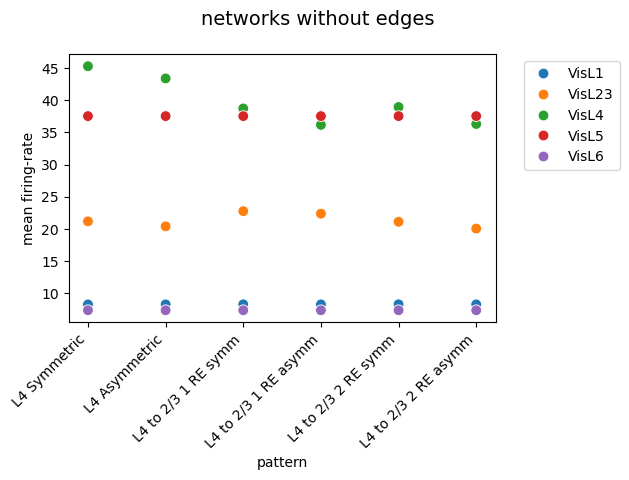 networks without edges
mean firing-rate
45
40
35
30
25
20
15
10
L4 Symmetric
L4 Asymmetric
L4 to 2/3 1 RE symm
L4 to 2/3 1 RE asymm
L4 to 2/3 2 RE symm
L4 to 2/3 2 RE asymm
pattern
VisL1
VisL23
VisL4
VisL5
VisL6